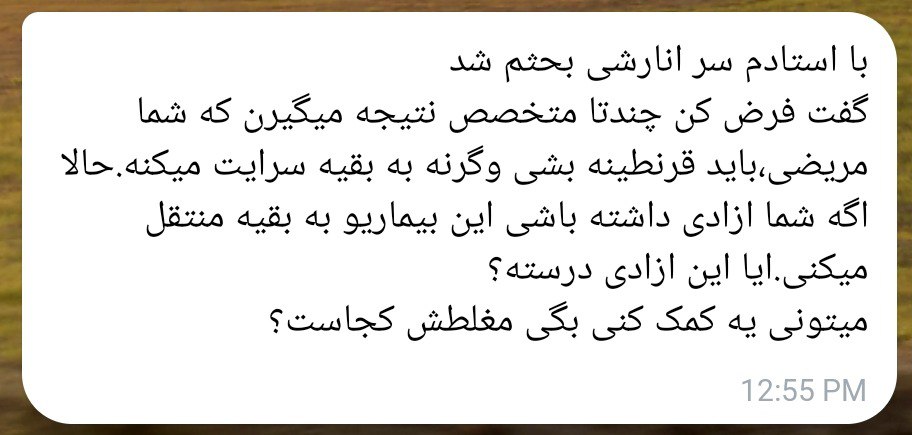 با استادم سر انارشی بحثم شد
گفت فرض کن چندتا متخصص نتیجه میگیرن که شما
مریضی،باید قرنطینه بشی وگرنه به بقیه سرایت میکنه.حالا
اگه شما ازادی داشته باشی این بیماریو به بقیه منتقل
میکنی.ایا این ازادی درسته؟
میتونی یه کمک کنی بگی مغلطش کجاست؟
12:55 PM